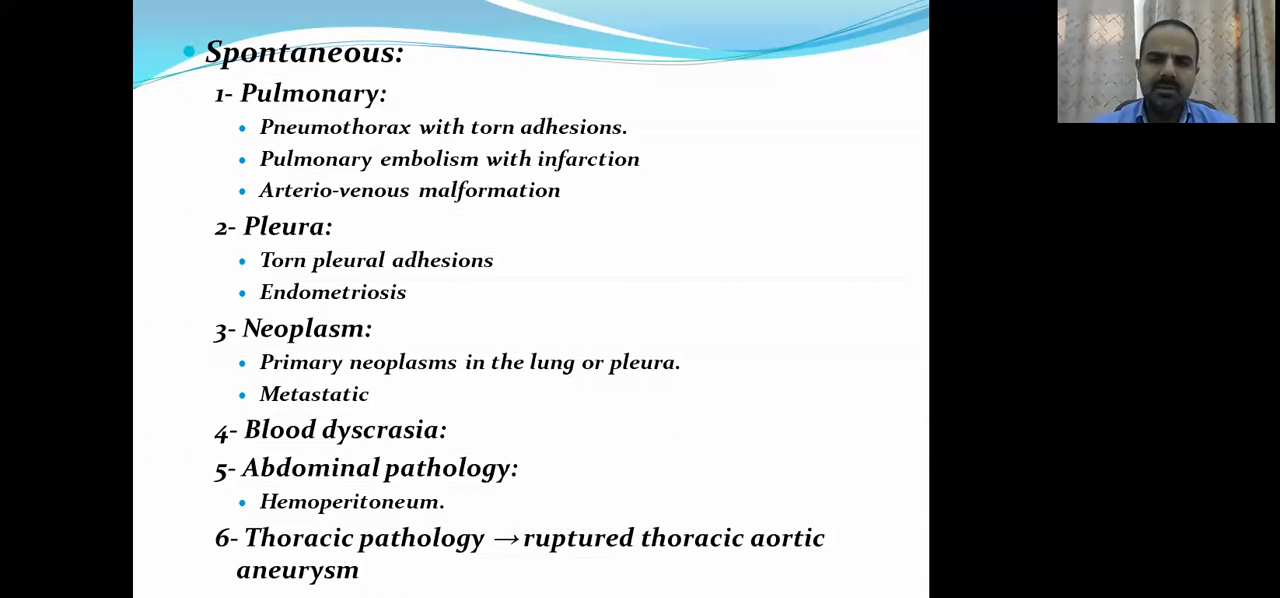 Spontaneous:
1- Pulmonary:
Pneumothorax with torn adhesions.
Pulmonary embolism with infarction
Arterio-venous malformation
2- Pleura:
Torn pleural adhesions
Endometriosis
3- Neoplasm:
Primary neoplasms in the lung or pleura.
Metastatic
4- Blood dyscrasia:
5- Abdominal pathology:
Hemoperitoneum.
6- Thoracic pathology → ruptured thoracic aortic
aneurysm